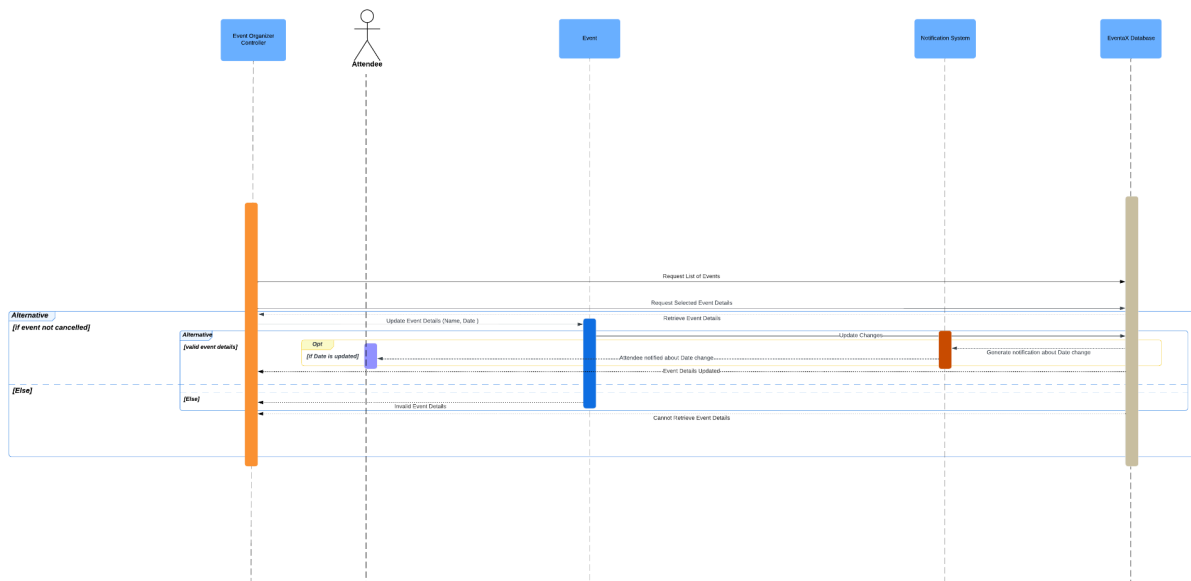 Event Organizer
Controller
Attendee
Event
Notification System
EventaX Database
Request List of Events
Request Selected Event Details
Alternative
[if event not cancelled]
Retrieve Event Details
Update Event Details (Name, Date )
Alternative
[valid event details]
Update Changes
Opt
[if Date is updated]
Generate notification about Date change
Attendee notified about Date change
Event Details Updated
[Else]
[Else]
Invalid Event Details
Cannot Retrieve Event Details